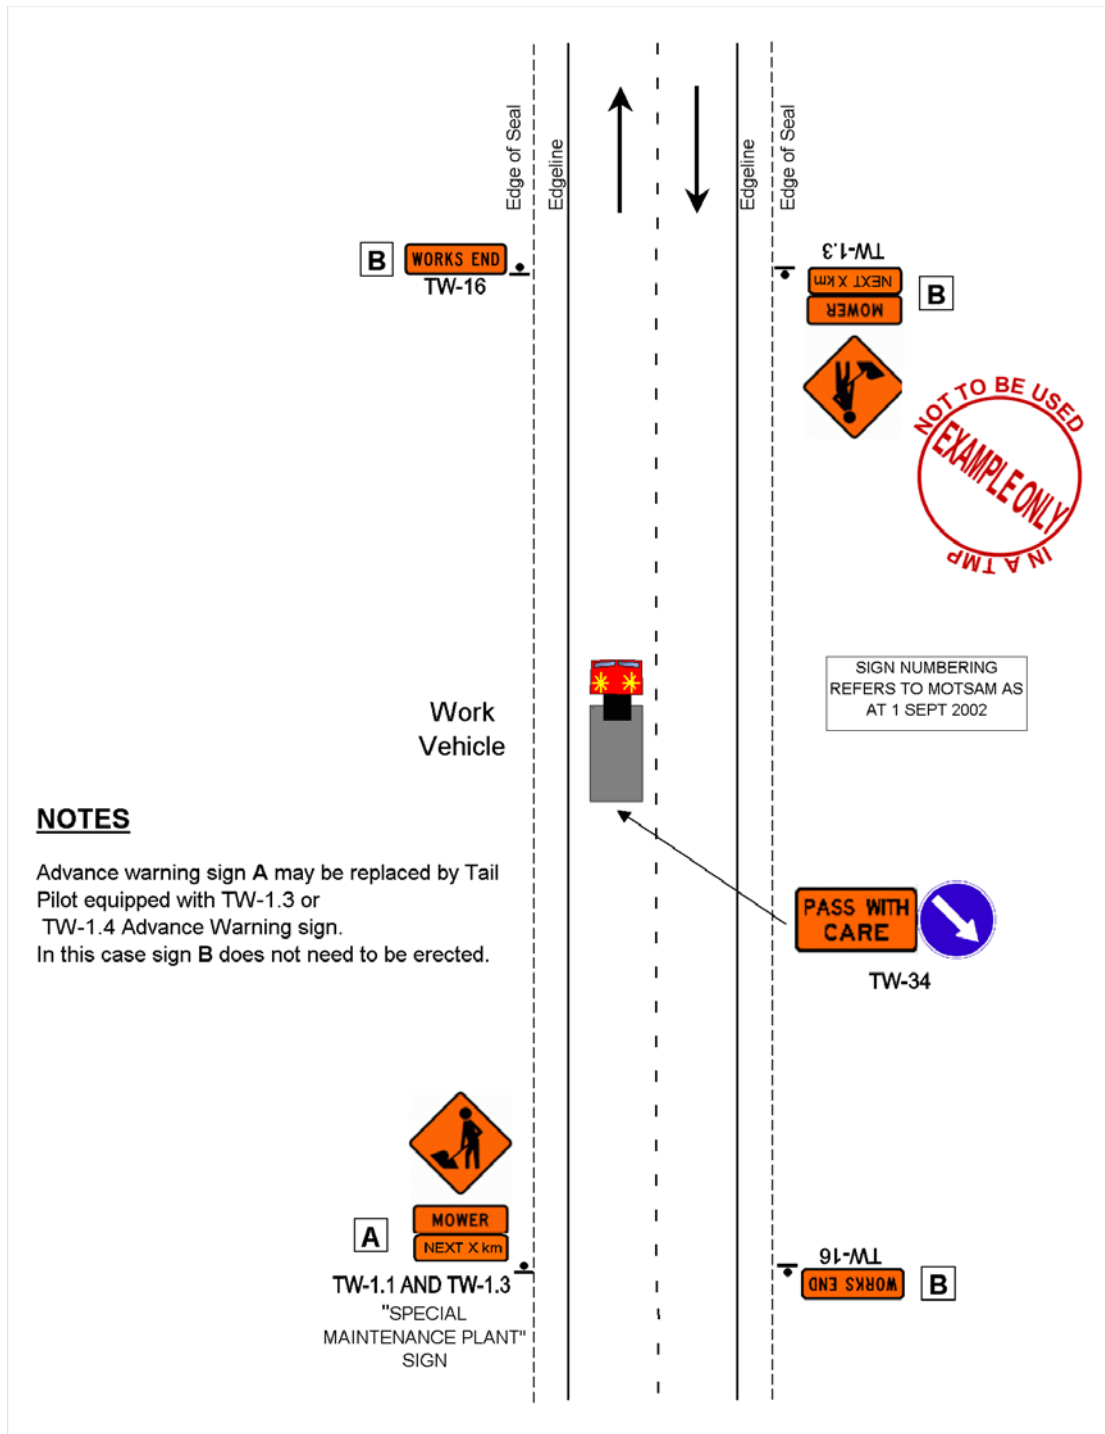 Edge of Seal
Edgeline
Edgeline
Edge of Seal
B
WORKS END
TW-16
TW-1.3
NEXT X km
MOWER
B
NOT TO BE USED
EXAMPLE ONLY
IN A TMP
SIGN NUMBERING
REFERS TO MOTSAM AS
AT 1 SEPT 2002
Work
Vehicle
NOTES
Advance warning sign A may be replaced by Tail
Pilot equipped with TW-1.3 or
TW-1.4 Advance Warning sign.
In this case sign B does not need to be erected.
PASS WITH
CARE
TW-34
A
MOWER
NEXT X km
TW-1.1 AND TW-1.3
"SPECIAL
MAINTENANCE PLANT"
SIGN
TW-16
WORKS END
B